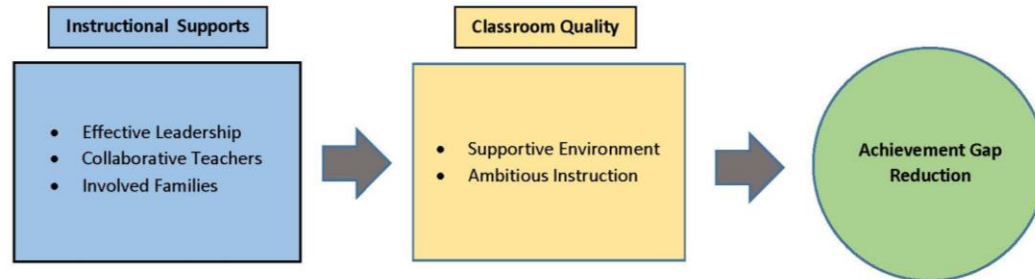 Instructional Supports
Classroom Quality
• Effective Leadership
• Collaborative Teachers
• Involved Families
• Supportive Environment
• Ambitious Instruction
Achievement Gap
Reduction